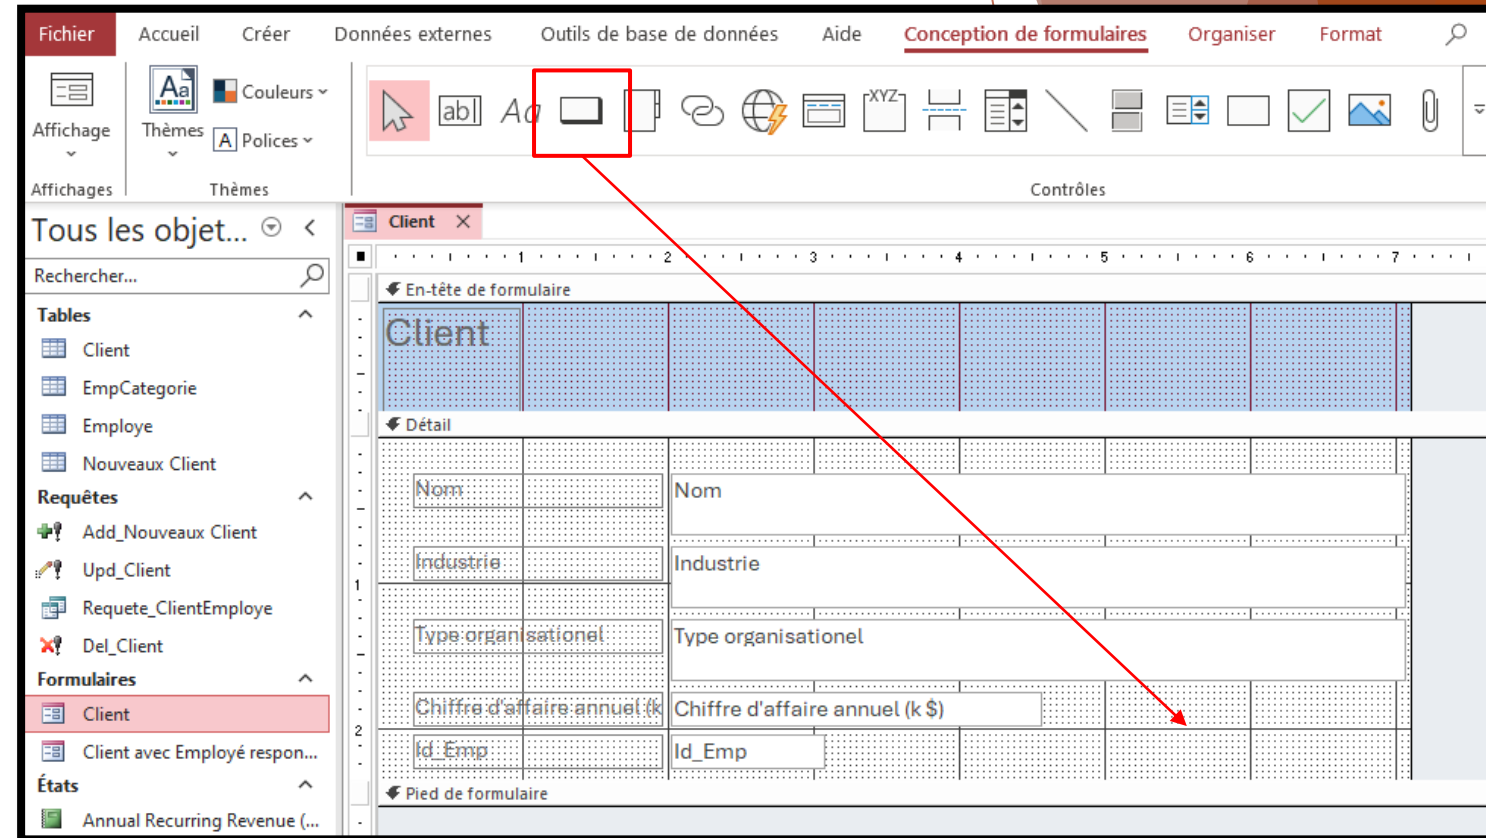 Fichier Accueil Créer Données externes Outils de base de données Aide Conception de formulaires Organiser Format
Aa Couleurs
ab Aa XYZ
Affichage Thèmes A Polices
Affichages Thèmes Contrôles
Tous les objet... Client
1 2 3 4 5 6 7
Rechercher...
En-tête de formulaire
Tables
Client
Client
EmpCategorie
Détail
Employe
Nouveaux Client
Nom Nom
Requêtes
Add_Nouveaux Client
Industrie Industrie
Upd_Client
1
Requete_ClientEmploye
Type organisationel Type organisationel
Del_Client
Formulaires
Client
Chiffre d'affaire annuel (k Chiffre d'affaire annuel (k $)
2
Client avec Employé respon...
Id_Emp Id_Emp
États
Pied de formulaire
Annual Recurring Revenue (...